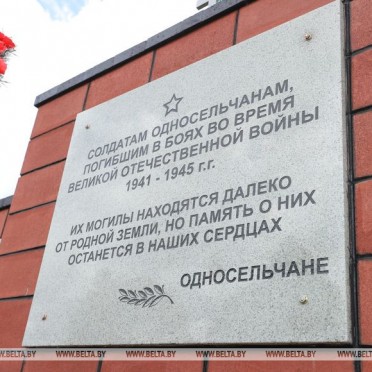 СОЛДАТАМ ОДНОСЕЛЬЧАНАМ,
ПОГИБШИМ В БОЯХ ВО ВРЕМЯ
ВЕЛИКОЙ ОТЕЧЕСТВЕННОЙ ВОЙНЫ
1941 - 1945 г.г.
ИХ МОГИЛЫ НАХОДЯТСЯ ДАЛЕКО
ОТ РОДНОЙ ЗЕМЛИ, НО ПАМЯТЬ О НИХ
ОСТАНЕТСЯ В НАШИХ СЕРДЦАХ
ОДНОСЕЛЬЧАНЕ
WWW.BELTA.BY WWW.BELTA.BY WWW.BELTA.BY WWW.BELTA.BY WWW.BELTA.BY